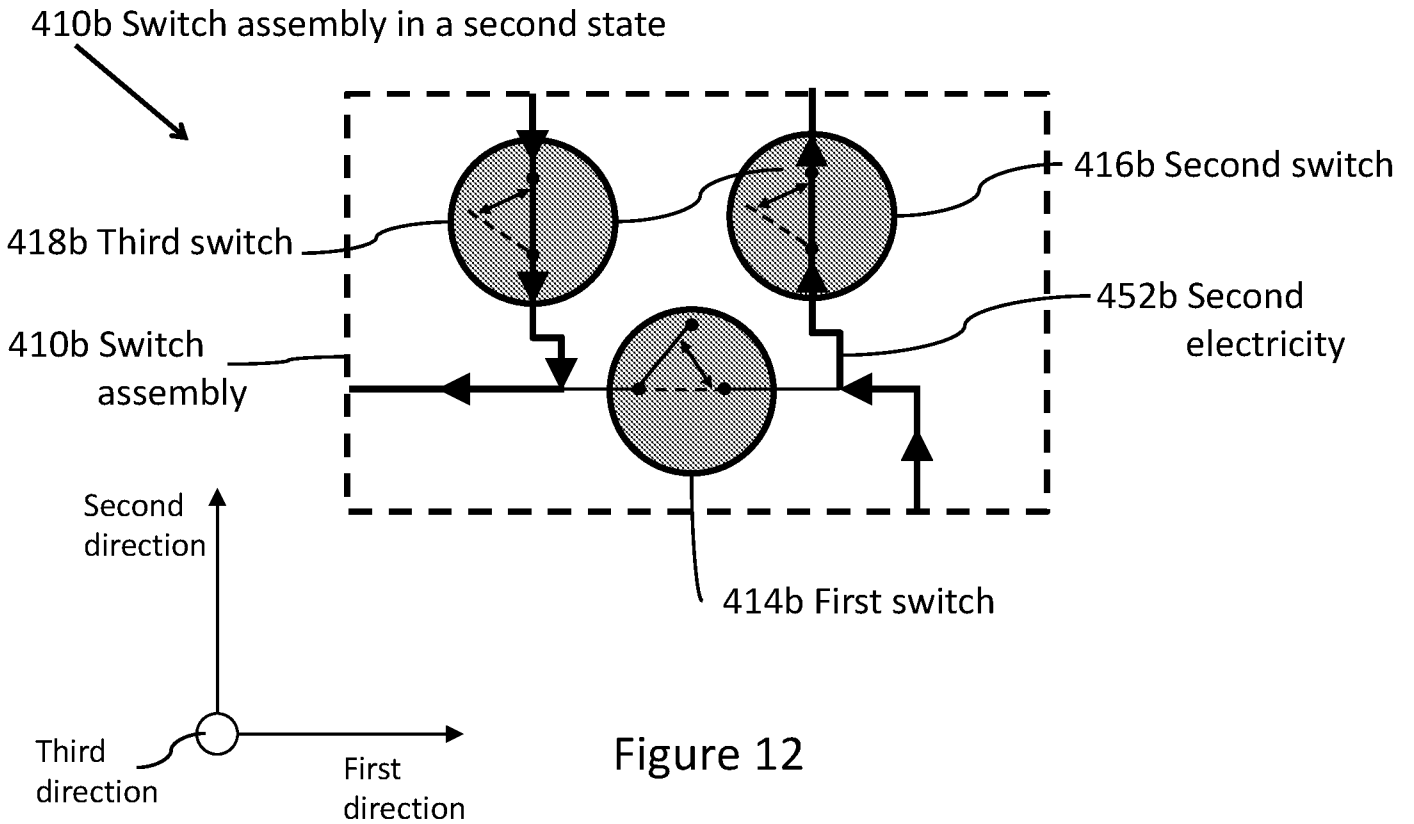 410b Switch assembly in a second state
416b Second switch
418b Third switch
452b Second
electricity
410b Switch
assembly
Second
direction
414b First switch
Third
direction
First
direction
Figure 12